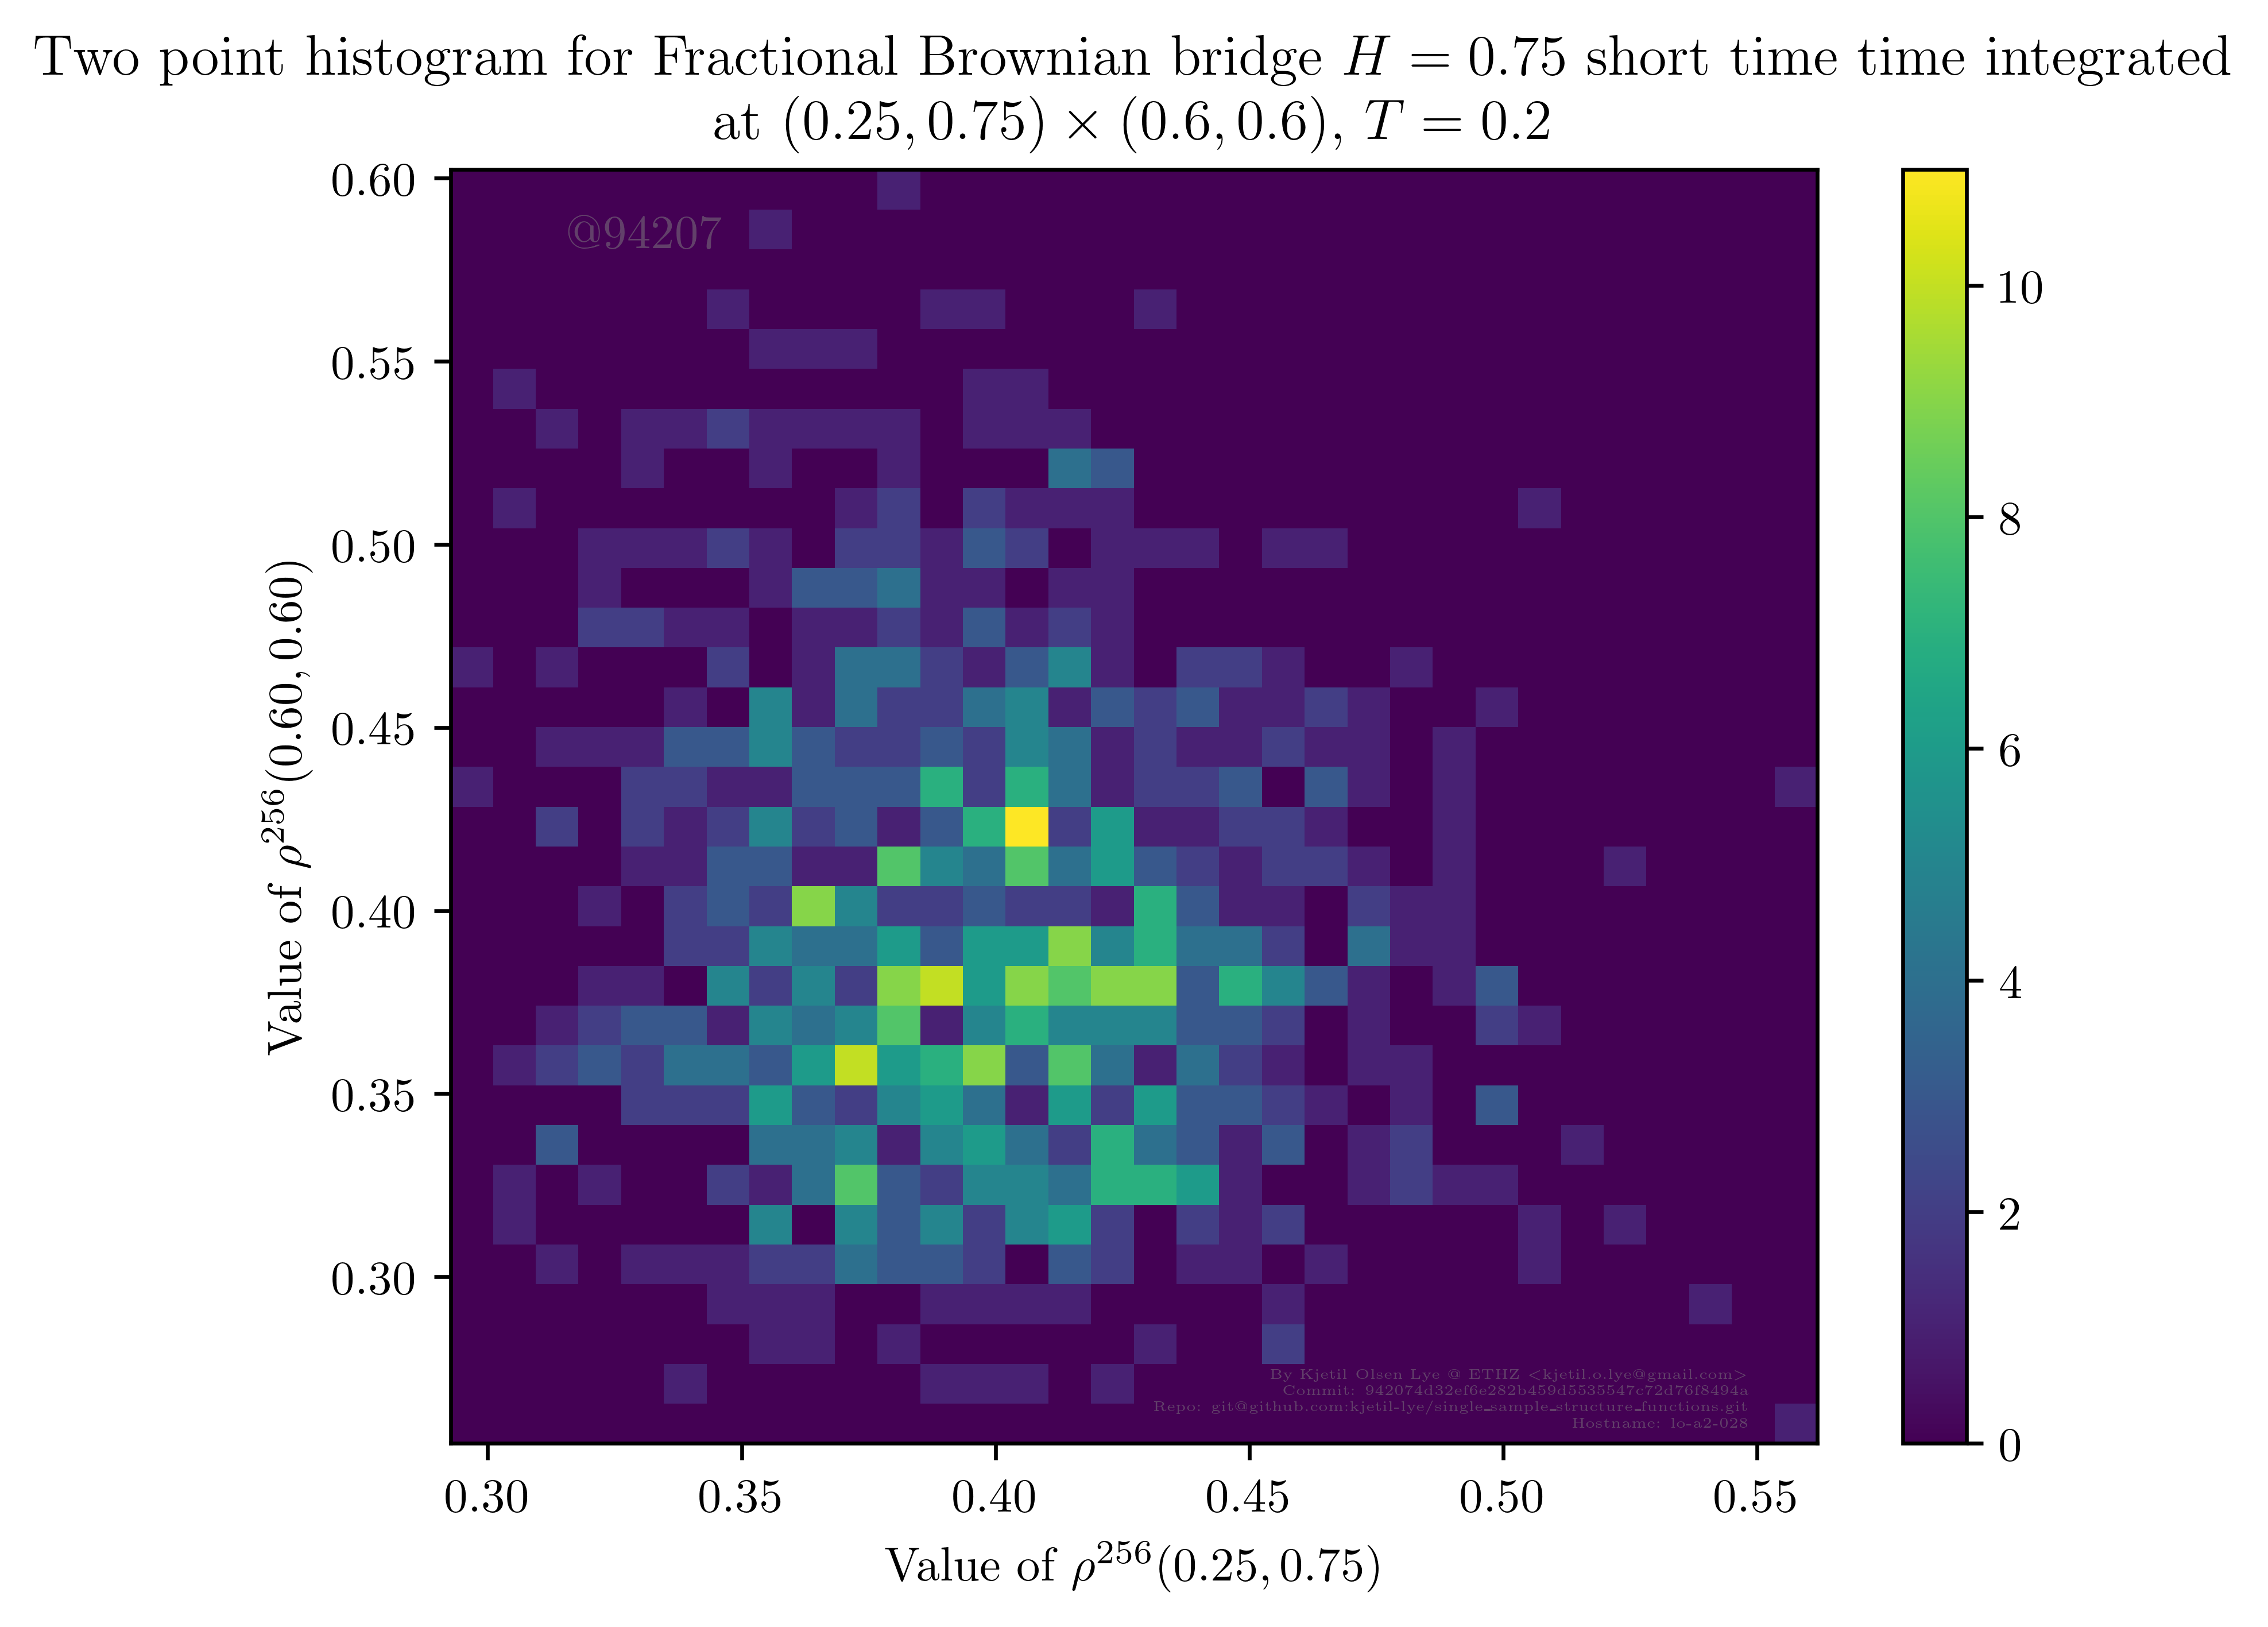 Two point histogram for Fractional Brownian bridge H = 0.75 short time time integrated
at (0.25, 0.75) × (0.6, 0.6), T = 0.2
@94207
0.60
0.55
0.50
0.45
0.40
0.35
0.30
Value of ρ²⁵⁶(0.60, 0.60)
10
8
6
4
2
0
By Kjetil Olsen Lye @ ETHZ <kjetil.o.lye@gmail.com>
Commit: 942074d32ef6e282b459d5535547c72d76f8494a
Repo: git@github.com:kjetil-lye/single_sample_structure_functions.git
Hostname: lo-a2-028
0.30 0.35 0.40 0.45 0.50 0.55
Value of ρ²⁵⁶(0.25, 0.75)